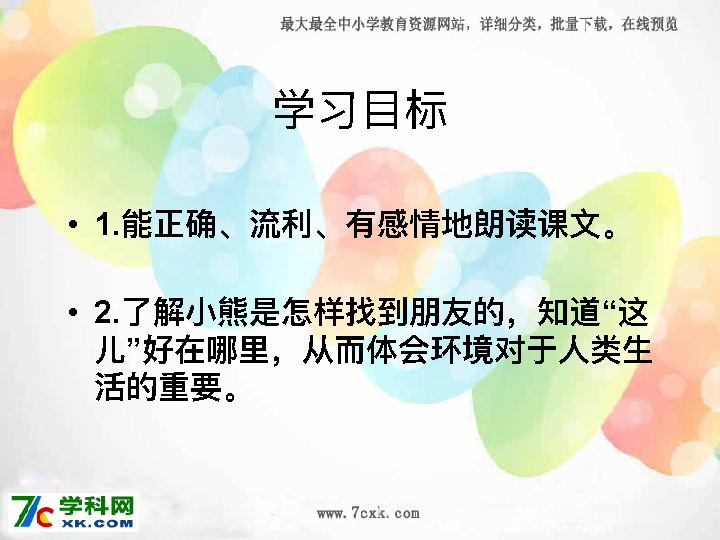 最大最全中小学教育资源网站，详细分类，批量下载，在线预览
学习目标
• 1.能正确、流利、有感情地朗读课文。
• 2.了解小熊是怎样找到朋友的，知道“这
儿”好在哪里，从而体会环境对于人类生
活的重要。
7c学科网
XK.COM
www.7cxk.com